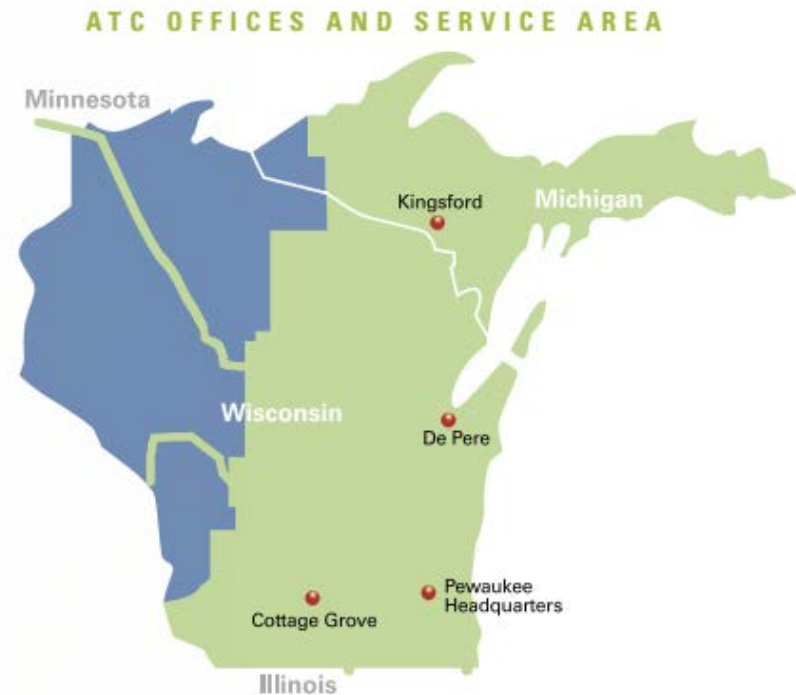 ATC OFFICES AND SERVICE AREA
Minnesota
Kingsford
Michigan
Wisconsin
De Pere
Pewaukee
Headquarters
Cottage Grove
Illinois